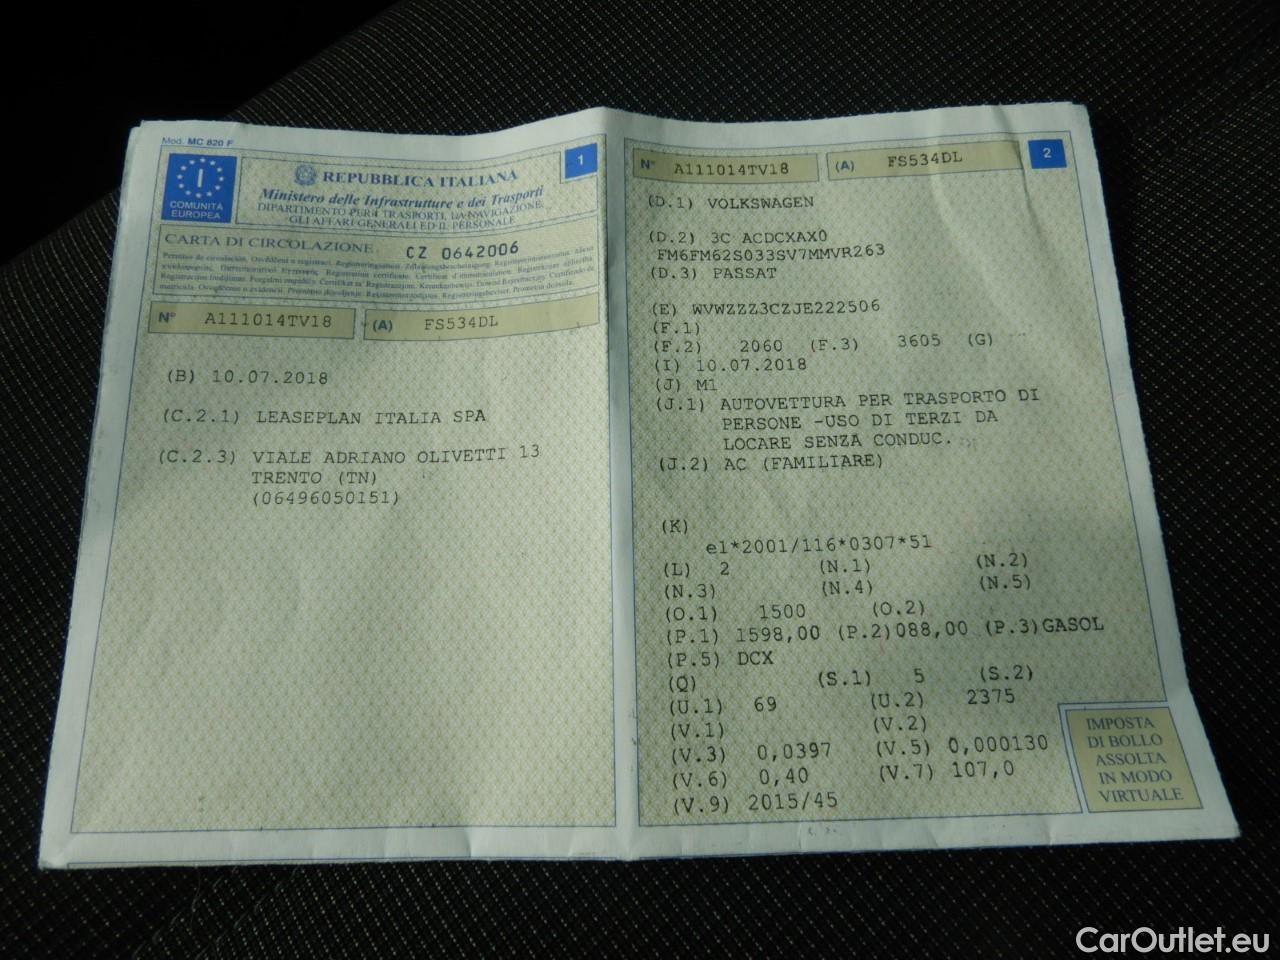 Mod. MC 820 F
I
COMUNITÀ
EUROPEA
REPUBBLICA ITALIANA
Ministero delle Infrastrutture e dei Trasporti
DIPARTIMENTO PER I TRASPORTI, LA NAVIGAZIONE,
GLI AFFARI GENERALI ED IL PERSONALE
1
CARTA DI CIRCOLAZIONE CZ 0642006
N° A111014TV18 (A) FS534DL
(B) 10.07.2018
(C.2.1) LEASEPLAN ITALIA SPA
(C.2.3) VIALE ADRIANO OLIVETTI 13
TRENTO (TN)
(06496050151)
N° A111014TV18 (A) FS534DL
2
(D.1) VOLKSWAGEN
(D.2) 3C ACDCXAX0
FM6FM62S033SV7MMVR263
(D.3) PASSAT
(E) WVWZZZ3CZJE222506
(F.1)
(F.2) 2060 (F.3) 3605 (G)
(I) 10.07.2018
(J) M1
(J.1) AUTOVETTURA PER TRASPORTO DI
PERSONE -USO DI TERZI DA
LOCARE SENZA CONDUC.
(J.2) AC (FAMILIARE)
(K)
e1*2001/116*0307*51
(L) 2 (N.1) (N.2)
(N.3) (N.4) (N.5)
(O.1) 1500 (O.2)
(P.1) 1598,00 (P.2)088,00 (P.3)GASOL
(P.5) DCX
(Q) (S.1) 5 (S.2)
(U.1) 69 (U.2) 2375
(V.1) (V.2)
(V.3) 0,0397 (V.5) 0,000130
(V.6) 0,40 (V.7) 107,0
(V.9) 2015/45
IMPOSTA
DI BOLLO
ASSOLTA
IN MODO
VIRTUALE
CarOutlet.eu